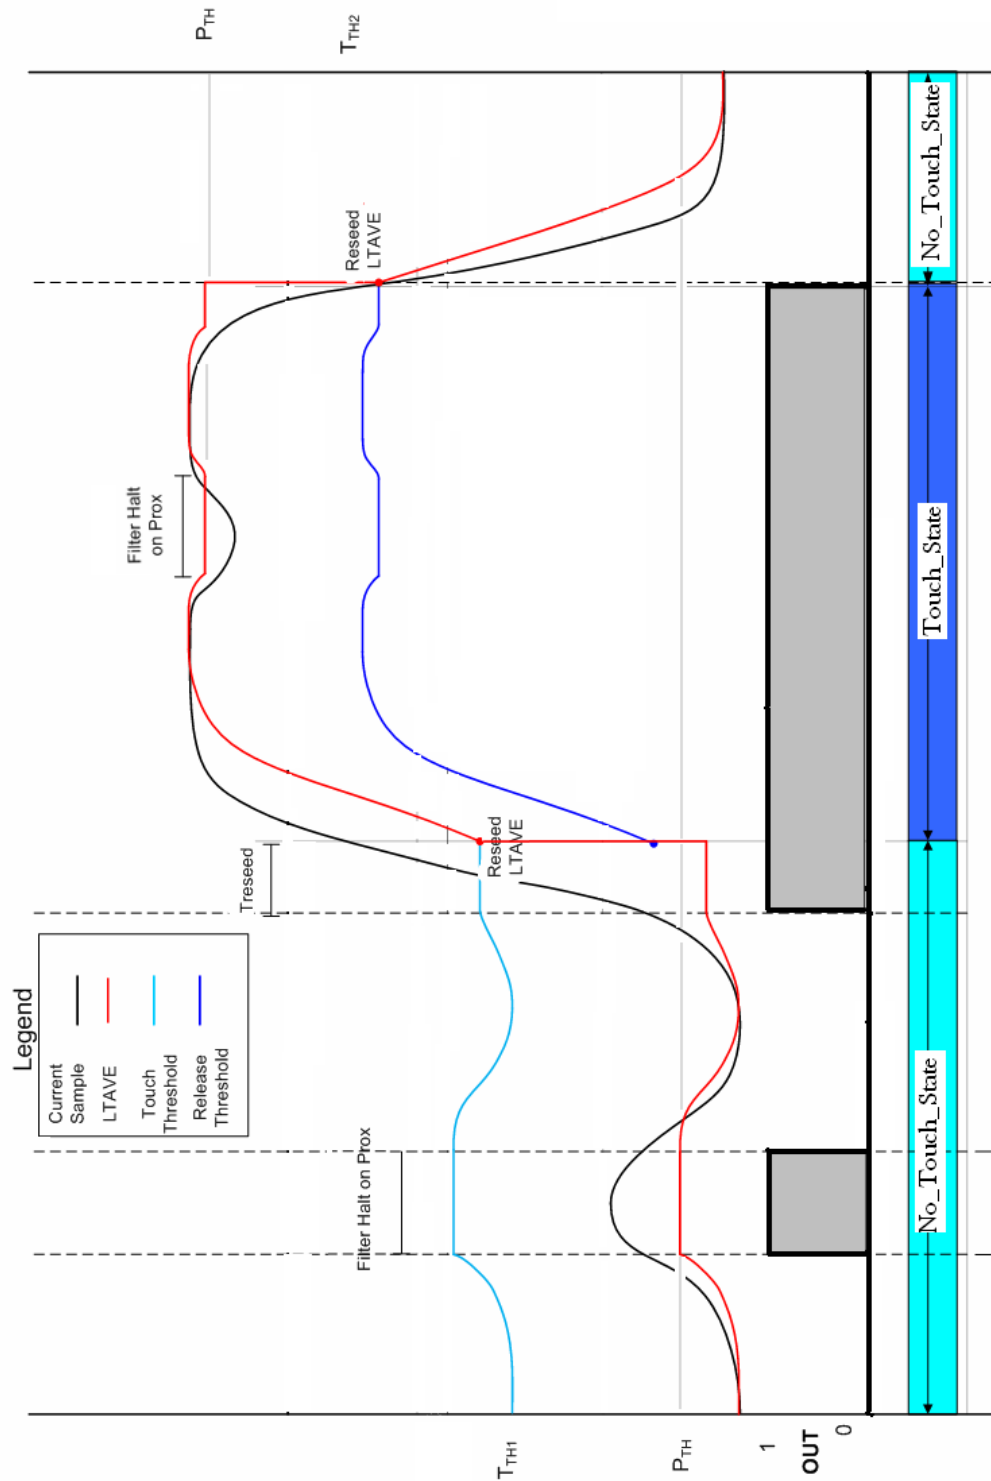 Legend
Current
Sample
LTAVE
Touch
Threshold
Release
Threshold
Filter Halt on Prox
Treseed
Reseed
LTAVE
Filter Halt
on Prox
Reseed
LTAVE
PTH
TTH2
TTH1
PTH
1
OUT
0
No_Touch_State
Touch_State
No_Touch_State